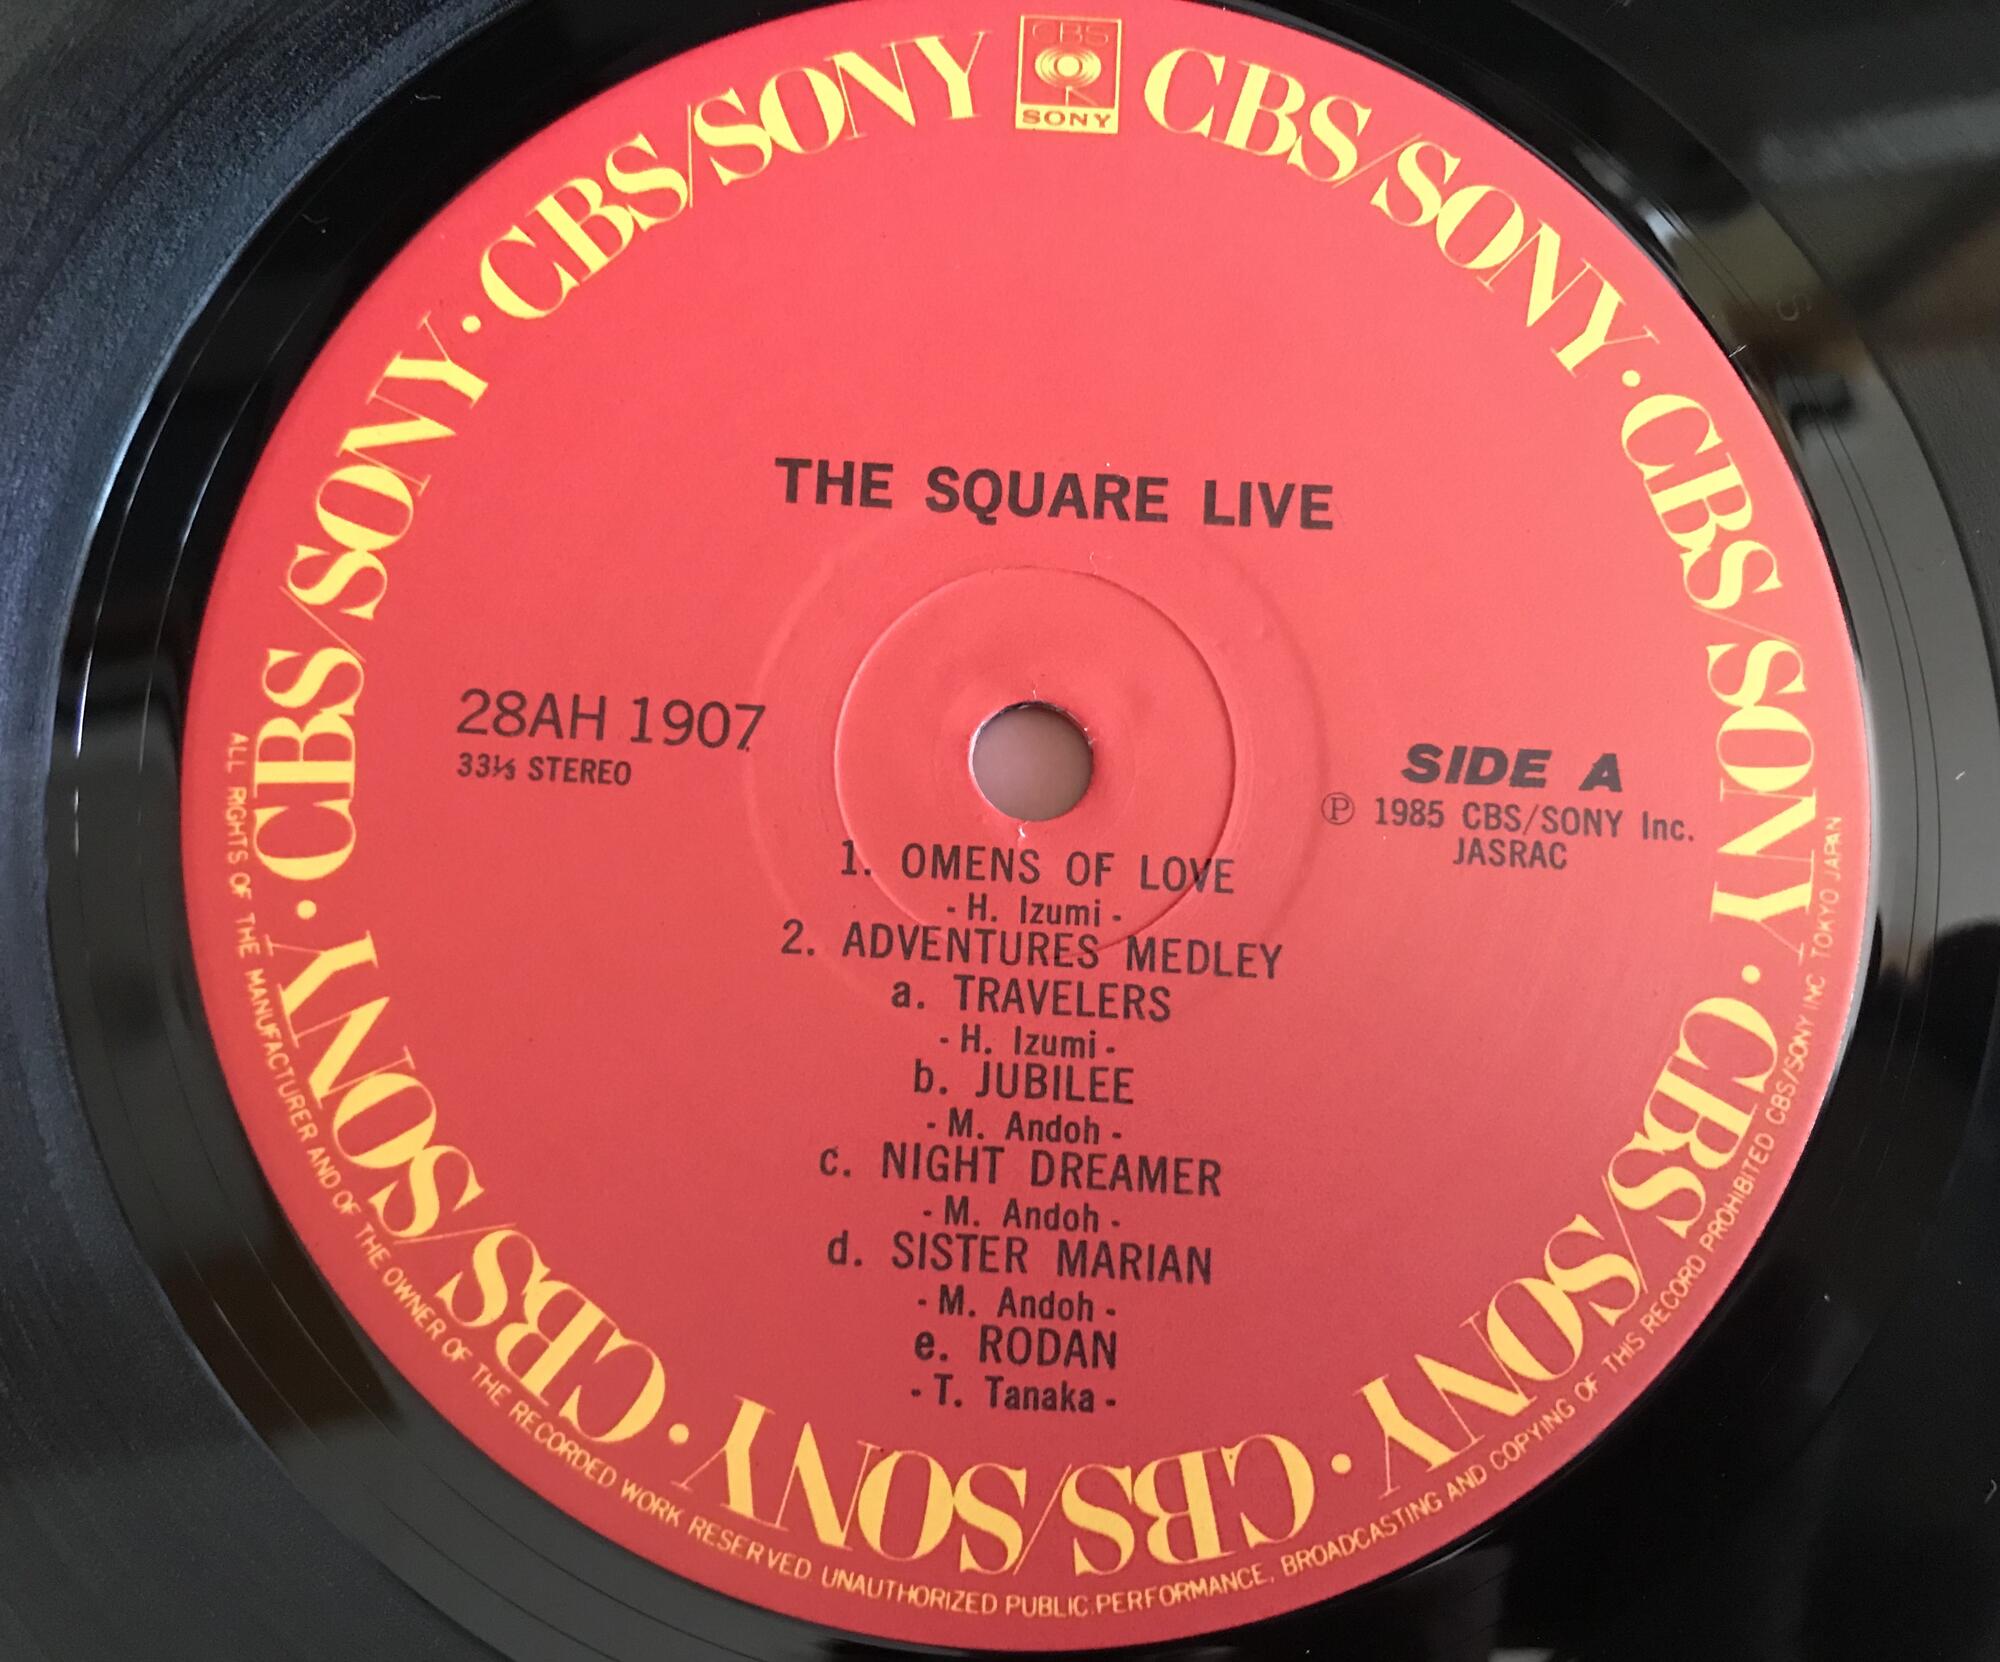 CBS
SONY
CBS/SONY · CBS/SONY · CBS/SONY · CBS/SONY · CBS/SONY · CBS/SONY · CBS/SONY · CBS/SONY
THE SQUARE LIVE
28AH 1907
33⅓ STEREO
SIDE A
Ⓟ 1985 CBS/SONY Inc.
JASRAC
1. OMENS OF LOVE
- H. Izumi -
2. ADVENTURES MEDLEY
a. TRAVELERS
- H. Izumi -
b. JUBILEE
- M. Andoh -
c. NIGHT DREAMER
- M. Andoh -
d. SISTER MARIAN
- M. Andoh -
e. RODAN
- T. Tanaka -
ALL RIGHTS OF THE MANUFACTURER AND OF THE OWNER OF THE RECORDED WORK RESERVED. UNAUTHORIZED PUBLIC PERFORMANCE, BROADCASTING AND COPYING OF THIS RECORD PROHIBITED CBS/SONY INC TOKYO JAPAN